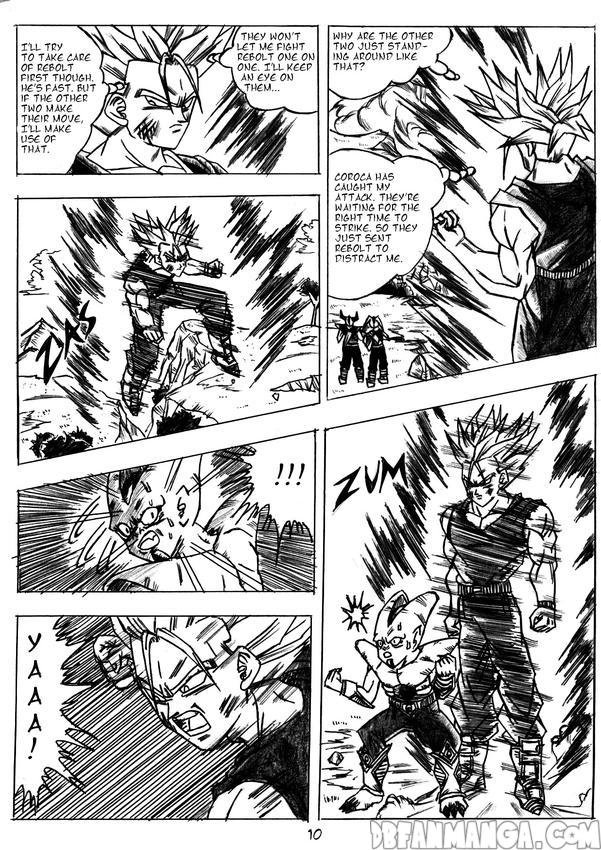 THEY WON'T
LET ME FIGHT
REBOLT ONE ON
ONE. I'LL KEEP
AN EYE ON
THEM...
I'LL TRY
TO TAKE CARE
OF REBOLT
FIRST THOUGH.
HE'S FAST. BUT
IF THE OTHER
TWO MAKE
THEIR MOVE,
I'LL MAKE
USE OF
THAT.
WHY ARE THE OTHER
TWO JUST STAND-
ING AROUND LIKE
THAT?
COROCA HAS
CAUGHT MY
ATTACK. THEY'RE
WAITING FOR THE
RIGHT TIME TO
STRIKE. SO THEY
JUST SENT
REBOLT TO
DISTRACT ME.
ZAS
ZUM
!!!
YAAA!
10
DBFANMANGA.COM